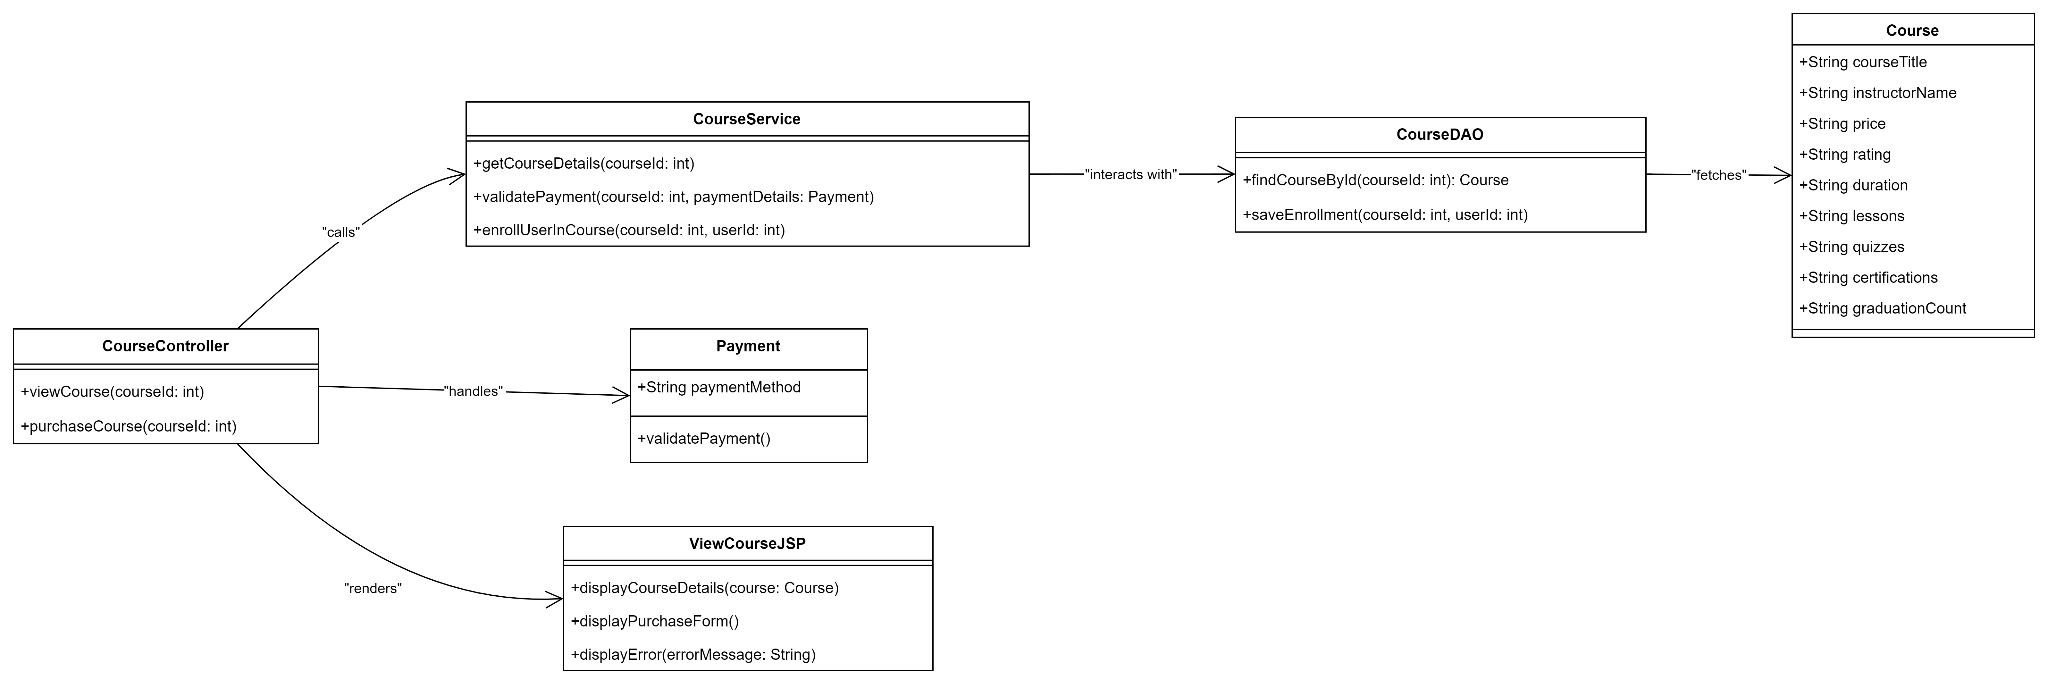 Course
+String courseTitle
+String instructorName
+String price
+String rating
+String duration
+String lessons
+String quizzes
+String certifications
+String graduationCount
CourseService
+getCourseDetails(courseId: int)
+validatePayment(courseId: int, paymentDetails: Payment)
+enrollUserInCourse(courseId: int, userId: int)
"interacts with"
CourseDAO
+findCourseById(courseId: int): Course
+saveEnrollment(courseId: int, userId: int)
"fetches"
"calls"
CourseController
+viewCourse(courseId: int)
+purchaseCourse(courseId: int)
"handles"
Payment
+String paymentMethod
+validatePayment()
"renders"
ViewCourseJSP
+displayCourseDetails(course: Course)
+displayPurchaseForm()
+displayError(errorMessage: String)